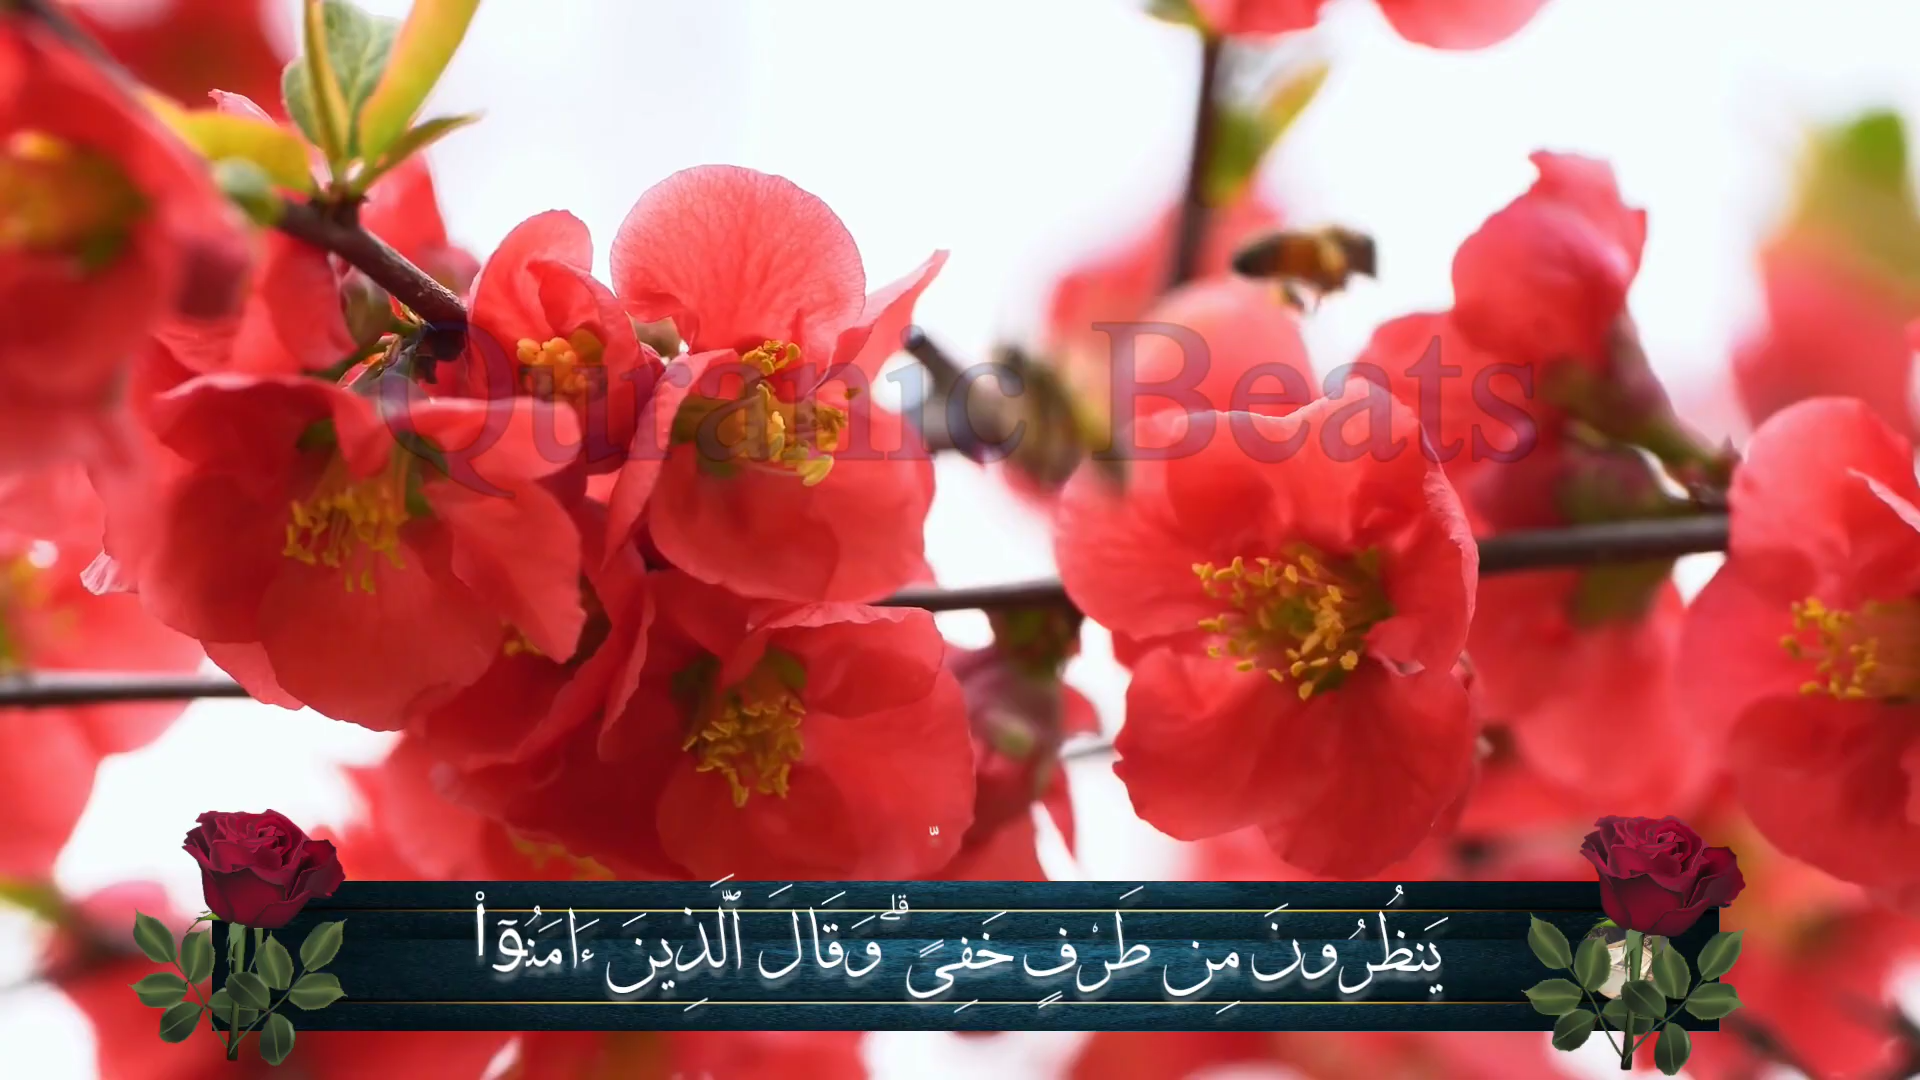 Quranic Beats
يَنظُرُونَ مِن طَرْفٍ خَفِىٍّ ۗ وَقَالَ ٱلَّذِينَ ءَامَنُوٓا۟